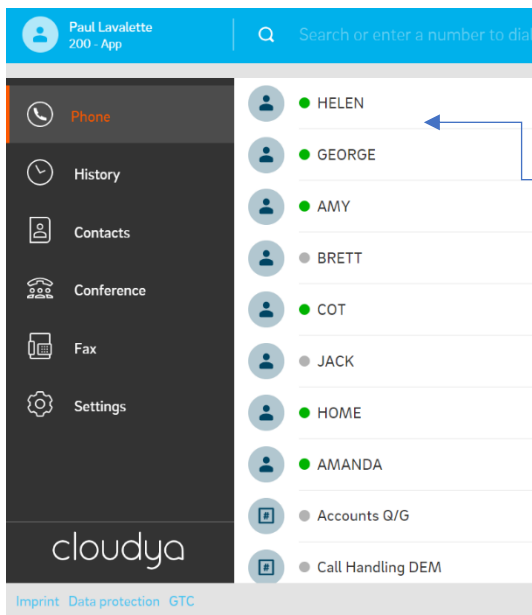 Paul Lavalette
200 - App
Search or enter a number to dial
Phone
History
Contacts
Conference
Fax
Settings
cloudya
HELEN
GEORGE
AMY
BRETT
COT
JACK
HOME
AMANDA
# Accounts Q/G
# Call Handling DEM
Imprint Data protection GTC